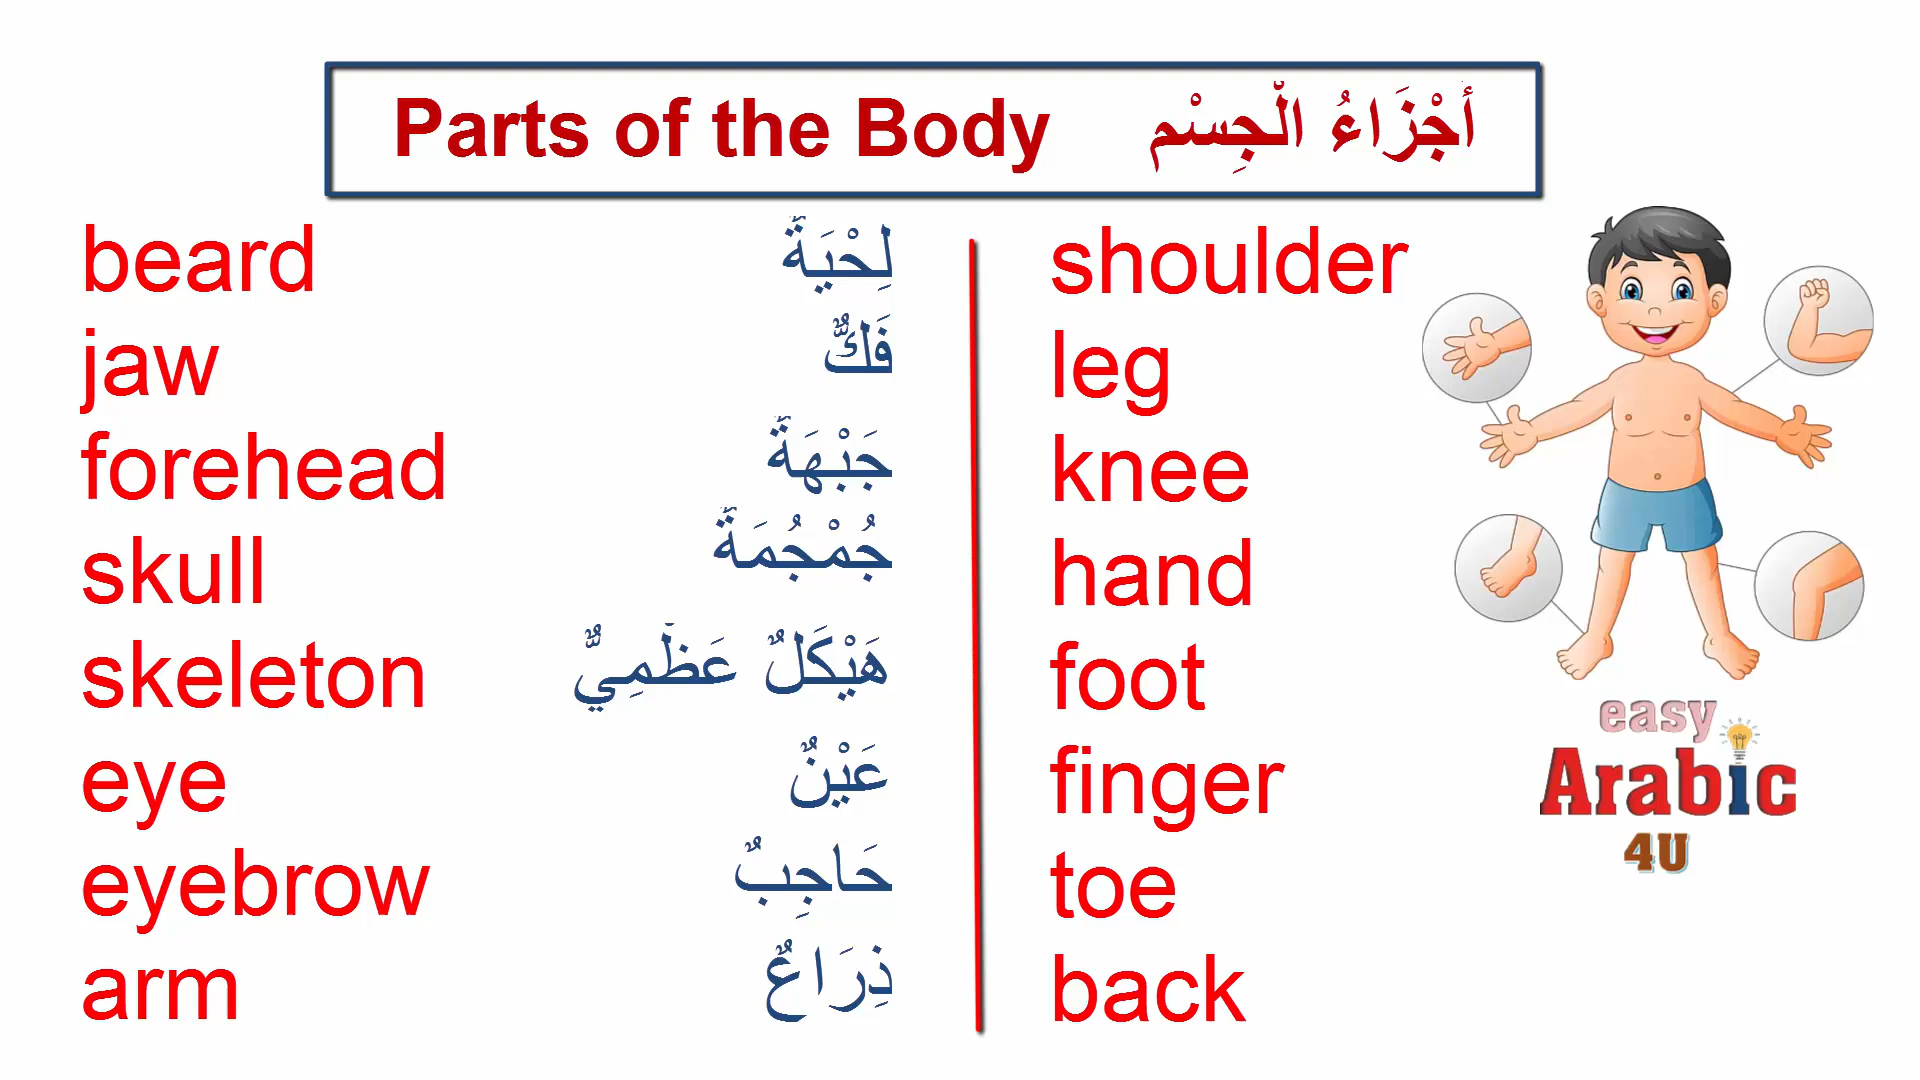 Parts of the Body أجْزَاءُ الْجِسْم
beard لِحْيَةٌ
jaw فَكٌّ
forehead جَبْهَةٌ
skull جُمْجُمَةٌ
skeleton هَيْكَلٌ عَظْمِيٌّ
eye عَيْنٌ
eyebrow حَاجِبٌ
arm ذِرَاعٌ
shoulder
leg
knee
hand
foot
finger
toe
back
easy
Arabic
4U